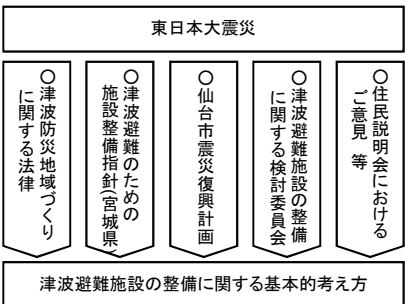 東日本大震災
○津波防災地域づくり
に関する法律
○津波避難のための
施設整備指針(宮城県)
○仙台市震災復興計画
○津波避難施設の整備
に関する検討委員会
○住民説明会における
ご意見 等
津波避難施設の整備に関する基本的考え方